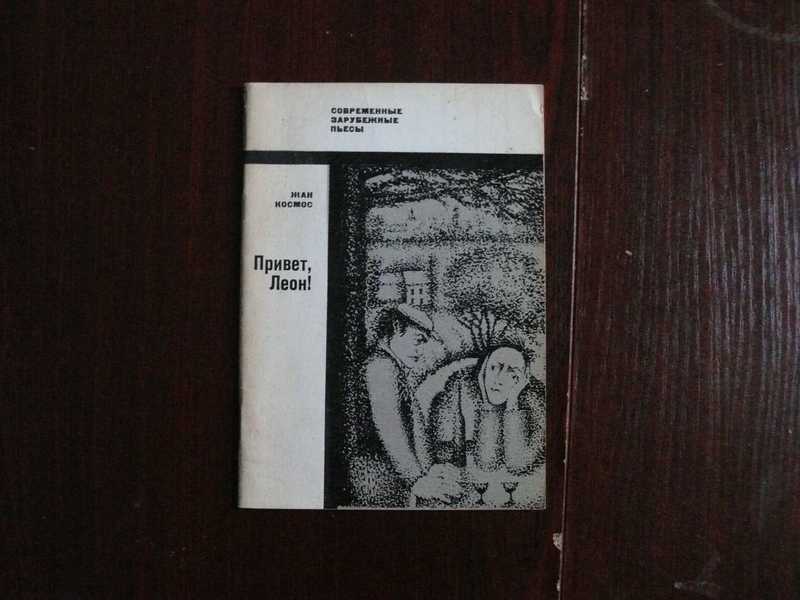 СОВРЕМЕННЫЕ
ЗАРУБЕЖНЫЕ
ПЬЕСЫ
ЖАН
КОСМОС
Привет,
Леон!